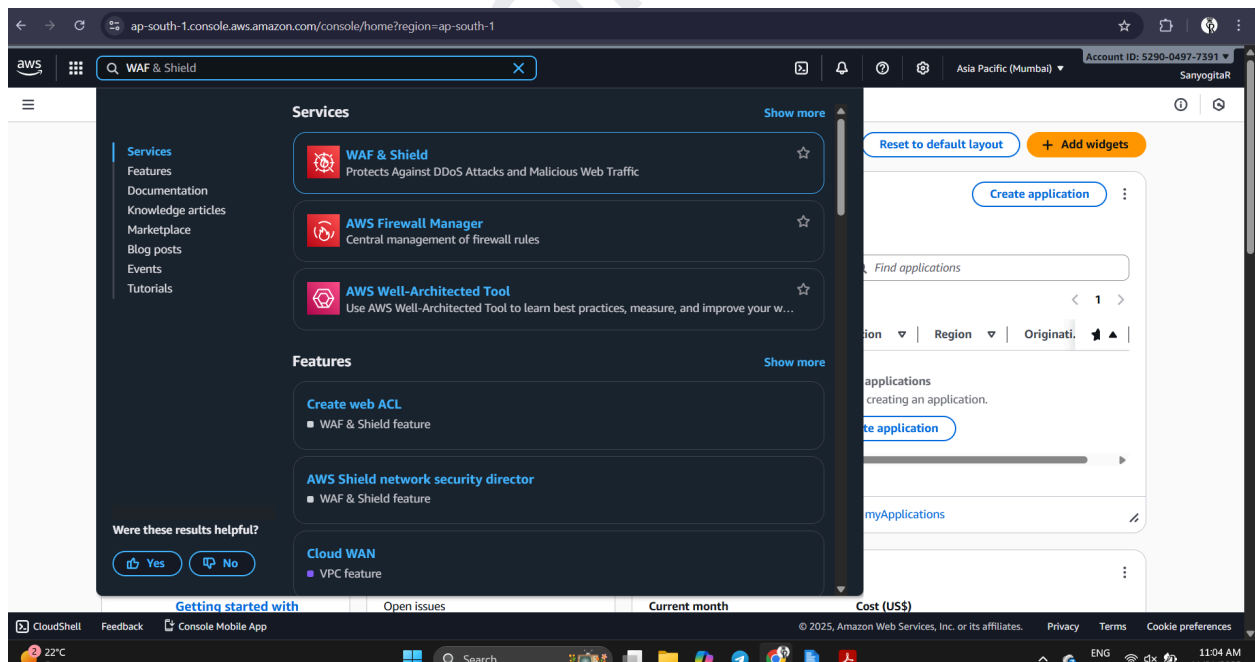 ap-south-1.console.aws.amazon.com/console/home?region=ap-south-1
aws
WAF & Shield
Asia Pacific (Mumbai)
Account ID: 5290-0497-7391
SanyogitaR
Services
Features
Documentation
Knowledge articles
Marketplace
Blog posts
Events
Tutorials
Were these results helpful?
Yes
No
Services
Show more
WAF & Shield
Protects Against DDoS Attacks and Malicious Web Traffic
AWS Firewall Manager
Central management of firewall rules
AWS Well-Architected Tool
Use AWS Well-Architected Tool to learn best practices, measure, and improve your w...
Features
Show more
Create web ACL
WAF & Shield feature
AWS Shield network security director
WAF & Shield feature
Cloud WAN
VPC feature
Reset to default layout
+ Add widgets
Create application
Find applications
1
Region
Originati.
applications
creating an application.
application
myApplications
Getting started with
Open issues
Current month
Cost (US$)
CloudShell
Feedback
Console Mobile App
© 2025, Amazon Web Services, Inc. or its affiliates.
Privacy
Terms
Cookie preferences
2
22°C
Search
ENG
11:04 AM